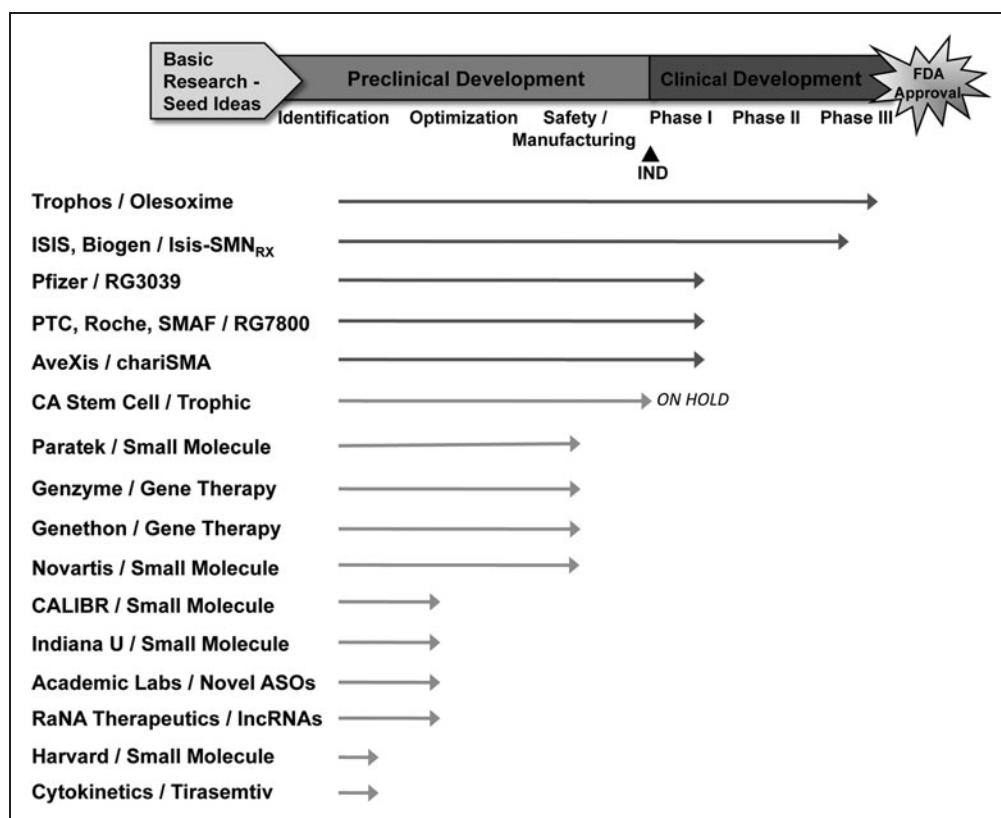 Basic
Research -
Seed Ideas
Preclinical Development
Clinical Development
FDA
Approval
Identification
Optimization
Safety /
Manufacturing
Phase I
Phase II
Phase III
IND
Trophos / Olesoxime
ISIS, Biogen / Isis-SMNRX
Pfizer / RG3039
PTC, Roche, SMAF / RG7800
AveXis / chariSMA
CA Stem Cell / Trophic
ON HOLD
Paratek / Small Molecule
Genzyme / Gene Therapy
Genethon / Gene Therapy
Novartis / Small Molecule
CALIBR / Small Molecule
Indiana U / Small Molecule
Academic Labs / Novel ASOs
RaNA Therapeutics / lncRNAs
Harvard / Small Molecule
Cytokinetics / Tirasemtiv